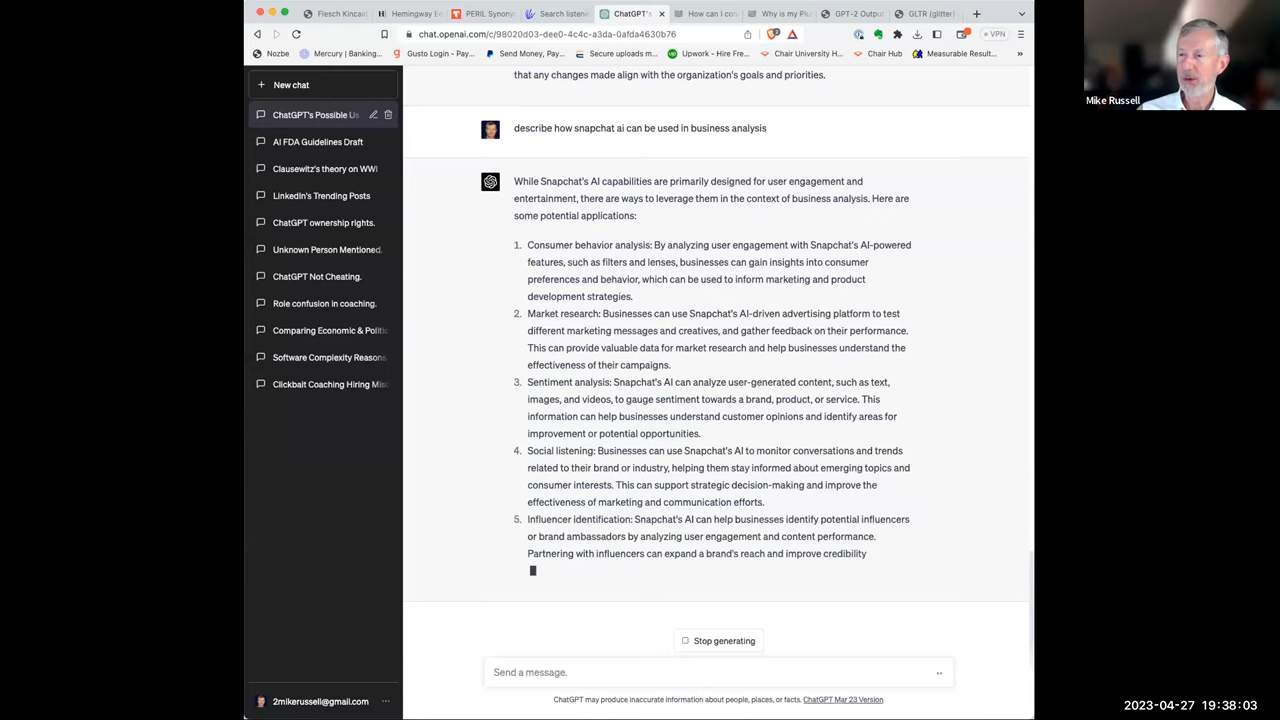 Flesch Kincai
Hemingway Ec
PERIL Synony
Search listeni
ChatGPT's
How can I con
Why is my Plu
GPT-2 Output
GLTR (glitter)
chat.openai.com/c/98020d03-dee0-4c4c-a3da-0afda4630b76
VPN
Nozbe
Mercury | Banking...
Gusto Login - Pay...
Send Money, Pay...
Secure uploads m...
Upwork - Hire Fre...
Chair University H...
Chair Hub
Measurable Result...
New chat
ChatGPT's Possible Us
AI FDA Guidelines Draft
Clausewitz's theory on WWI
LinkedIn's Trending Posts
ChatGPT ownership rights.
Unknown Person Mentioned.
ChatGPT Not Cheating.
Role confusion in coaching.
Comparing Economic & Politic
Software Complexity Reasons.
Clickbait Coaching Hiring Misc
2mikerussell@gmail.com
that any changes made align with the organization's goals and priorities.
describe how snapchat ai can be used in business analysis
While Snapchat's AI capabilities are primarily designed for user engagement and
entertainment, there are ways to leverage them in the context of business analysis. Here are
some potential applications:
1. Consumer behavior analysis: By analyzing user engagement with Snapchat's AI-powered
features, such as filters and lenses, businesses can gain insights into consumer
preferences and behavior, which can be used to inform marketing and product
development strategies.
2. Market research: Businesses can use Snapchat's AI-driven advertising platform to test
different marketing messages and creatives, and gather feedback on their performance.
This can provide valuable data for market research and help businesses understand the
effectiveness of their campaigns.
3. Sentiment analysis: Snapchat's AI can analyze user-generated content, such as text,
images, and videos, to gauge sentiment towards a brand, product, or service. This
information can help businesses understand customer opinions and identify areas for
improvement or potential opportunities.
4. Social listening: Businesses can use Snapchat's AI to monitor conversations and trends
related to their brand or industry, helping them stay informed about emerging topics and
consumer interests. This can support strategic decision-making and improve the
effectiveness of marketing and communication efforts.
5. Influencer identification: Snapchat's AI can help businesses identify potential influencers
or brand ambassadors by analyzing user engagement and content performance.
Partnering with influencers can expand a brand's reach and improve credibility
Stop generating
Send a message.
ChatGPT may produce inaccurate information about people, places, or facts. ChatGPT Mar 23 Version
Mike Russell
2023-04-27 19:38:03